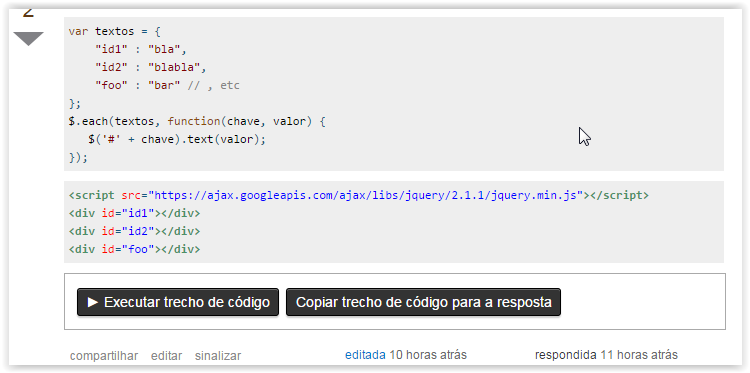 2
var textos = {
    "id1" : "bla",
    "id2" : "blabla",
    "foo" : "bar" // , etc
};
$.each(textos, function(chave, valor) {
   $('#' + chave).text(valor);
});
<script src="https://ajax.googleapis.com/ajax/libs/jquery/2.1.1/jquery.min.js"></script>
<div id="id1"></div>
<div id="id2"></div>
<div id="foo"></div>
► Executar trecho de código Copiar trecho de código para a resposta
compartilhar editar sinalizar editada 10 horas atrás respondida 11 horas atrás